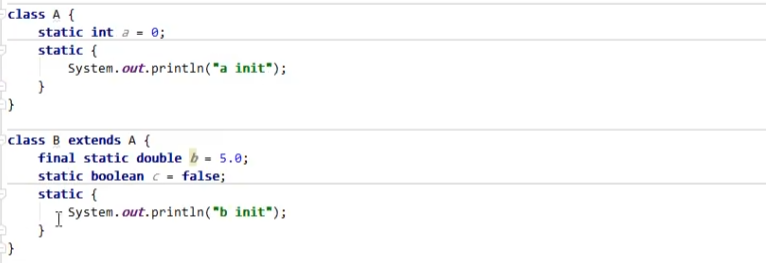 class A {
    static int a = 0;
    static {
        System.out.println("a init");
    }
}
class B extends A {
    final static double b = 5.0;
    static boolean c = false;
    static {
        System.out.println("b init");
    }
}